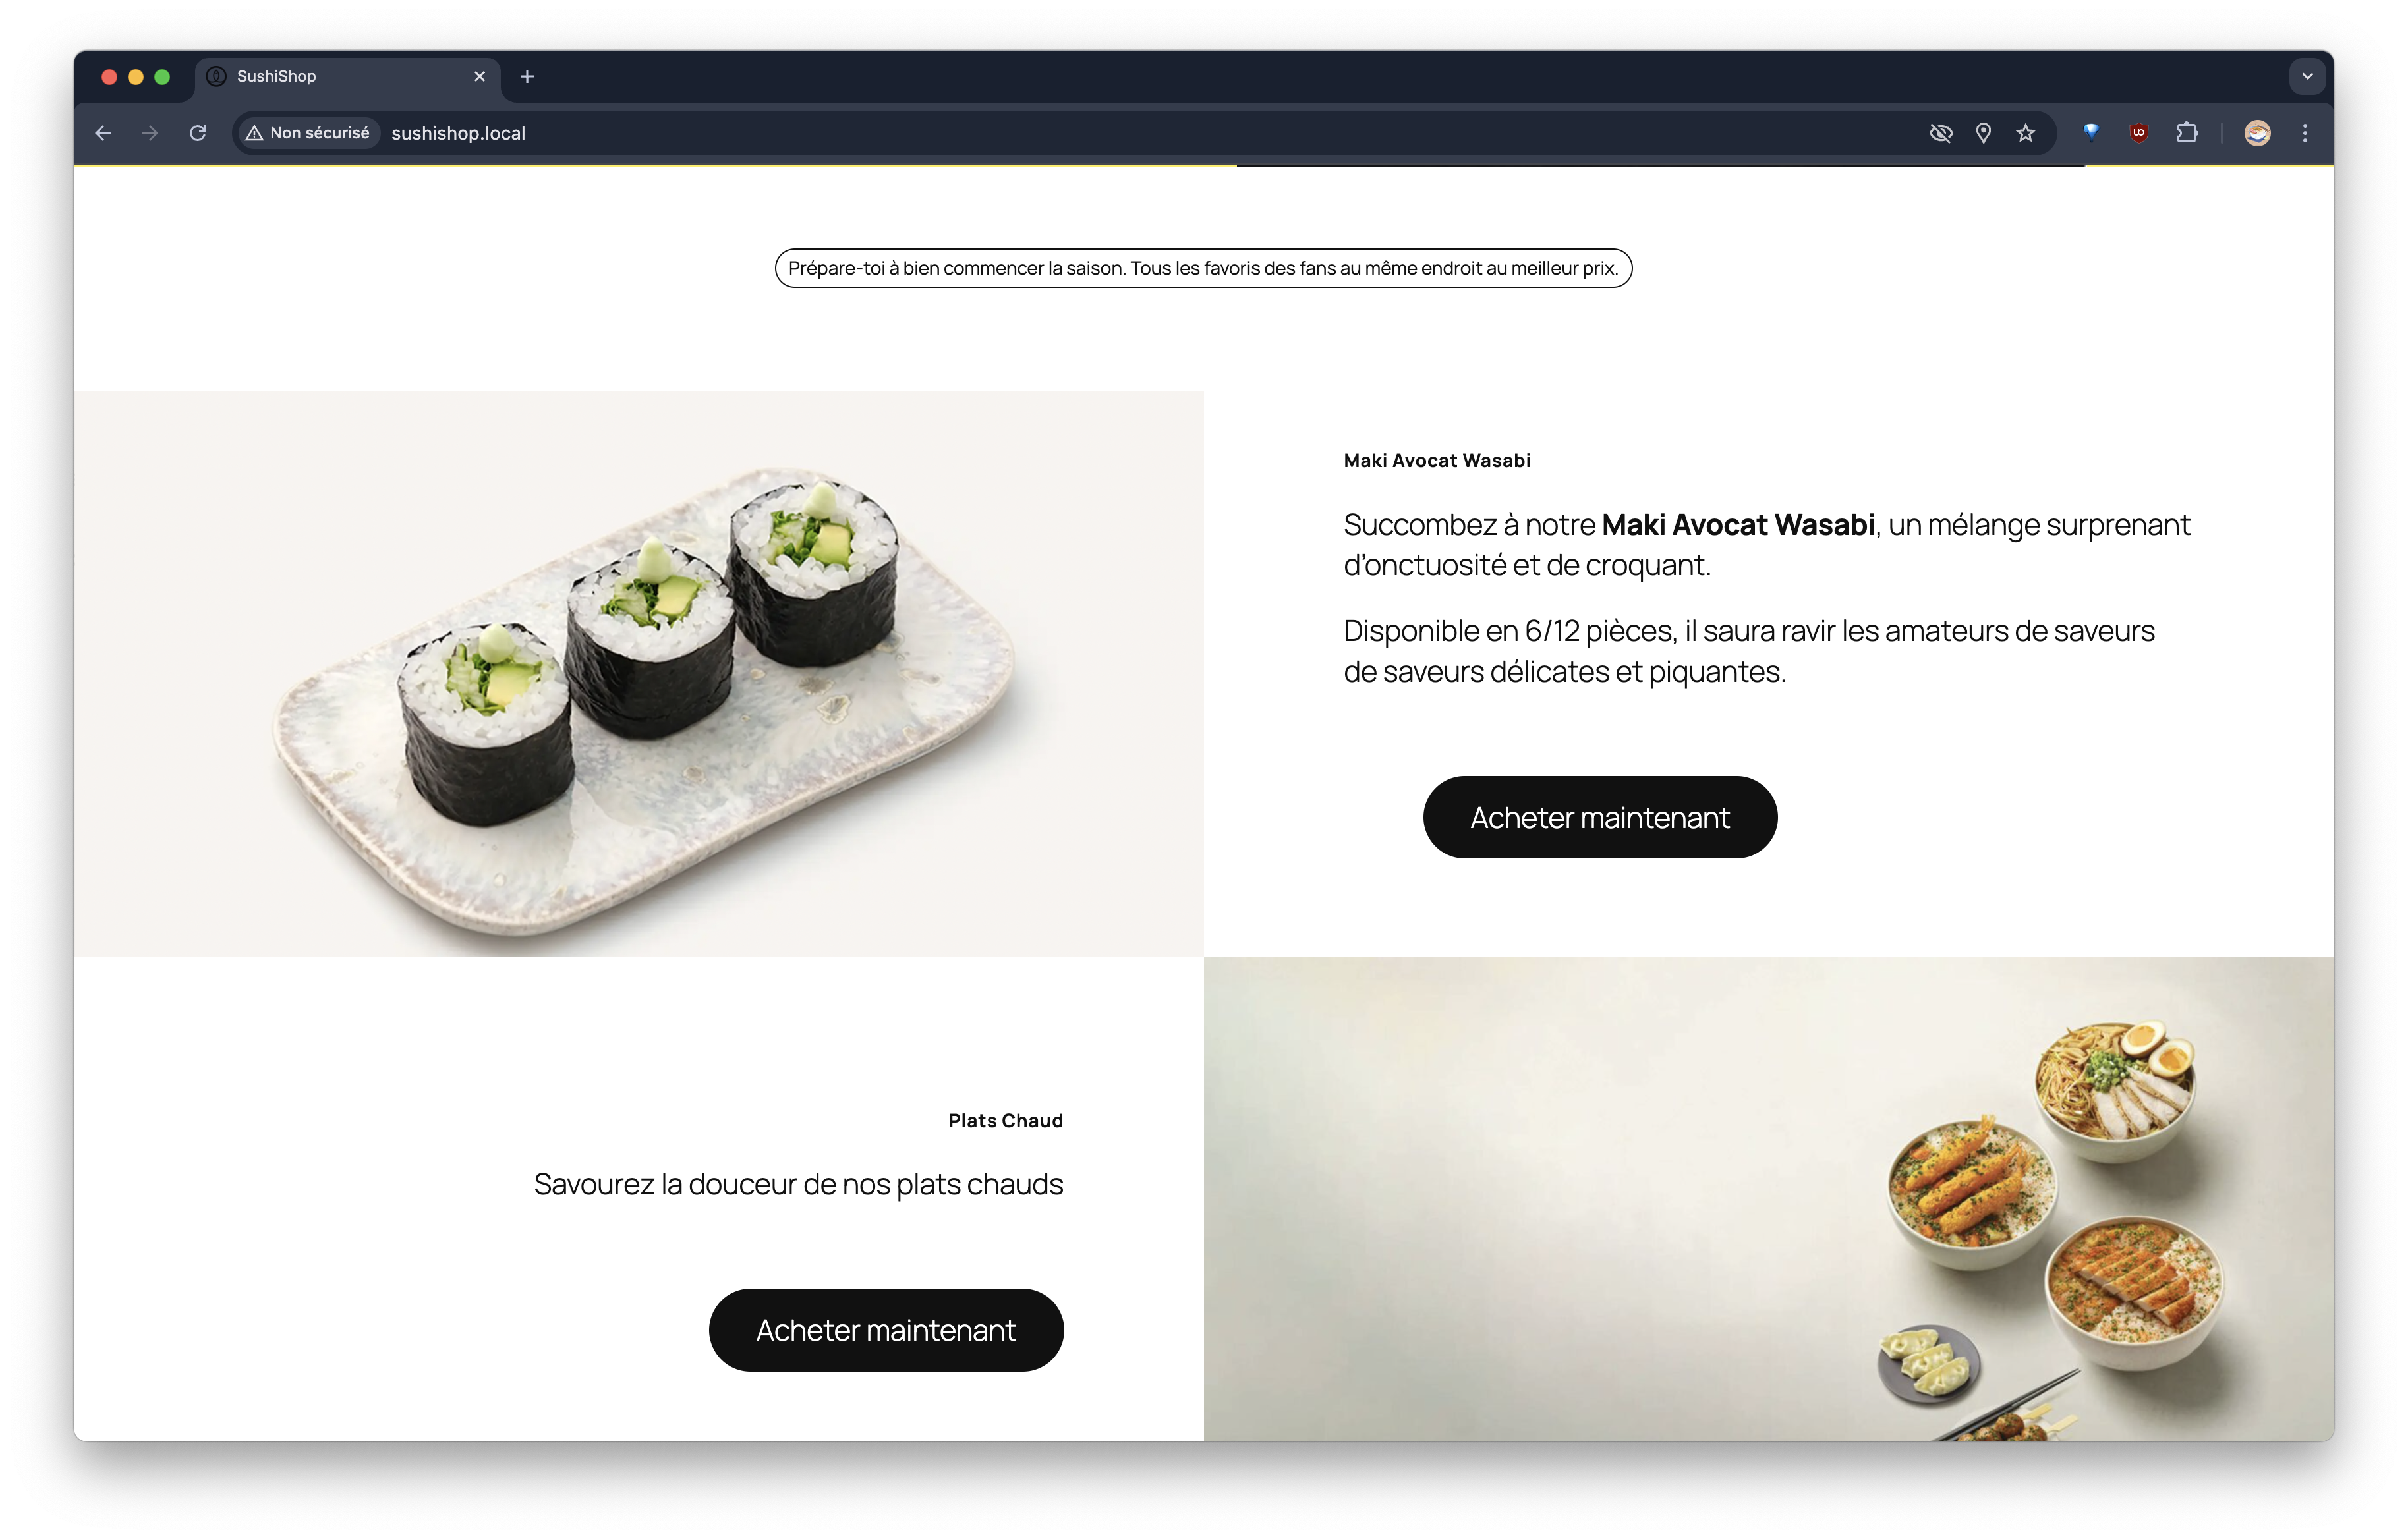 SushiShop
Non sécurisé
sushishop.local
Prépare-toi à bien commencer la saison. Tous les favoris des fans au même endroit au meilleur prix.
Maki Avocat Wasabi
Succombez à notre Maki Avocat Wasabi, un mélange surprenant
d’onctuosité et de croquant.
Disponible en 6/12 pièces, il saura ravir les amateurs de saveurs
de saveurs délicates et piquantes.
Acheter maintenant
Plats Chaud
Savourez la douceur de nos plats chauds
Acheter maintenant